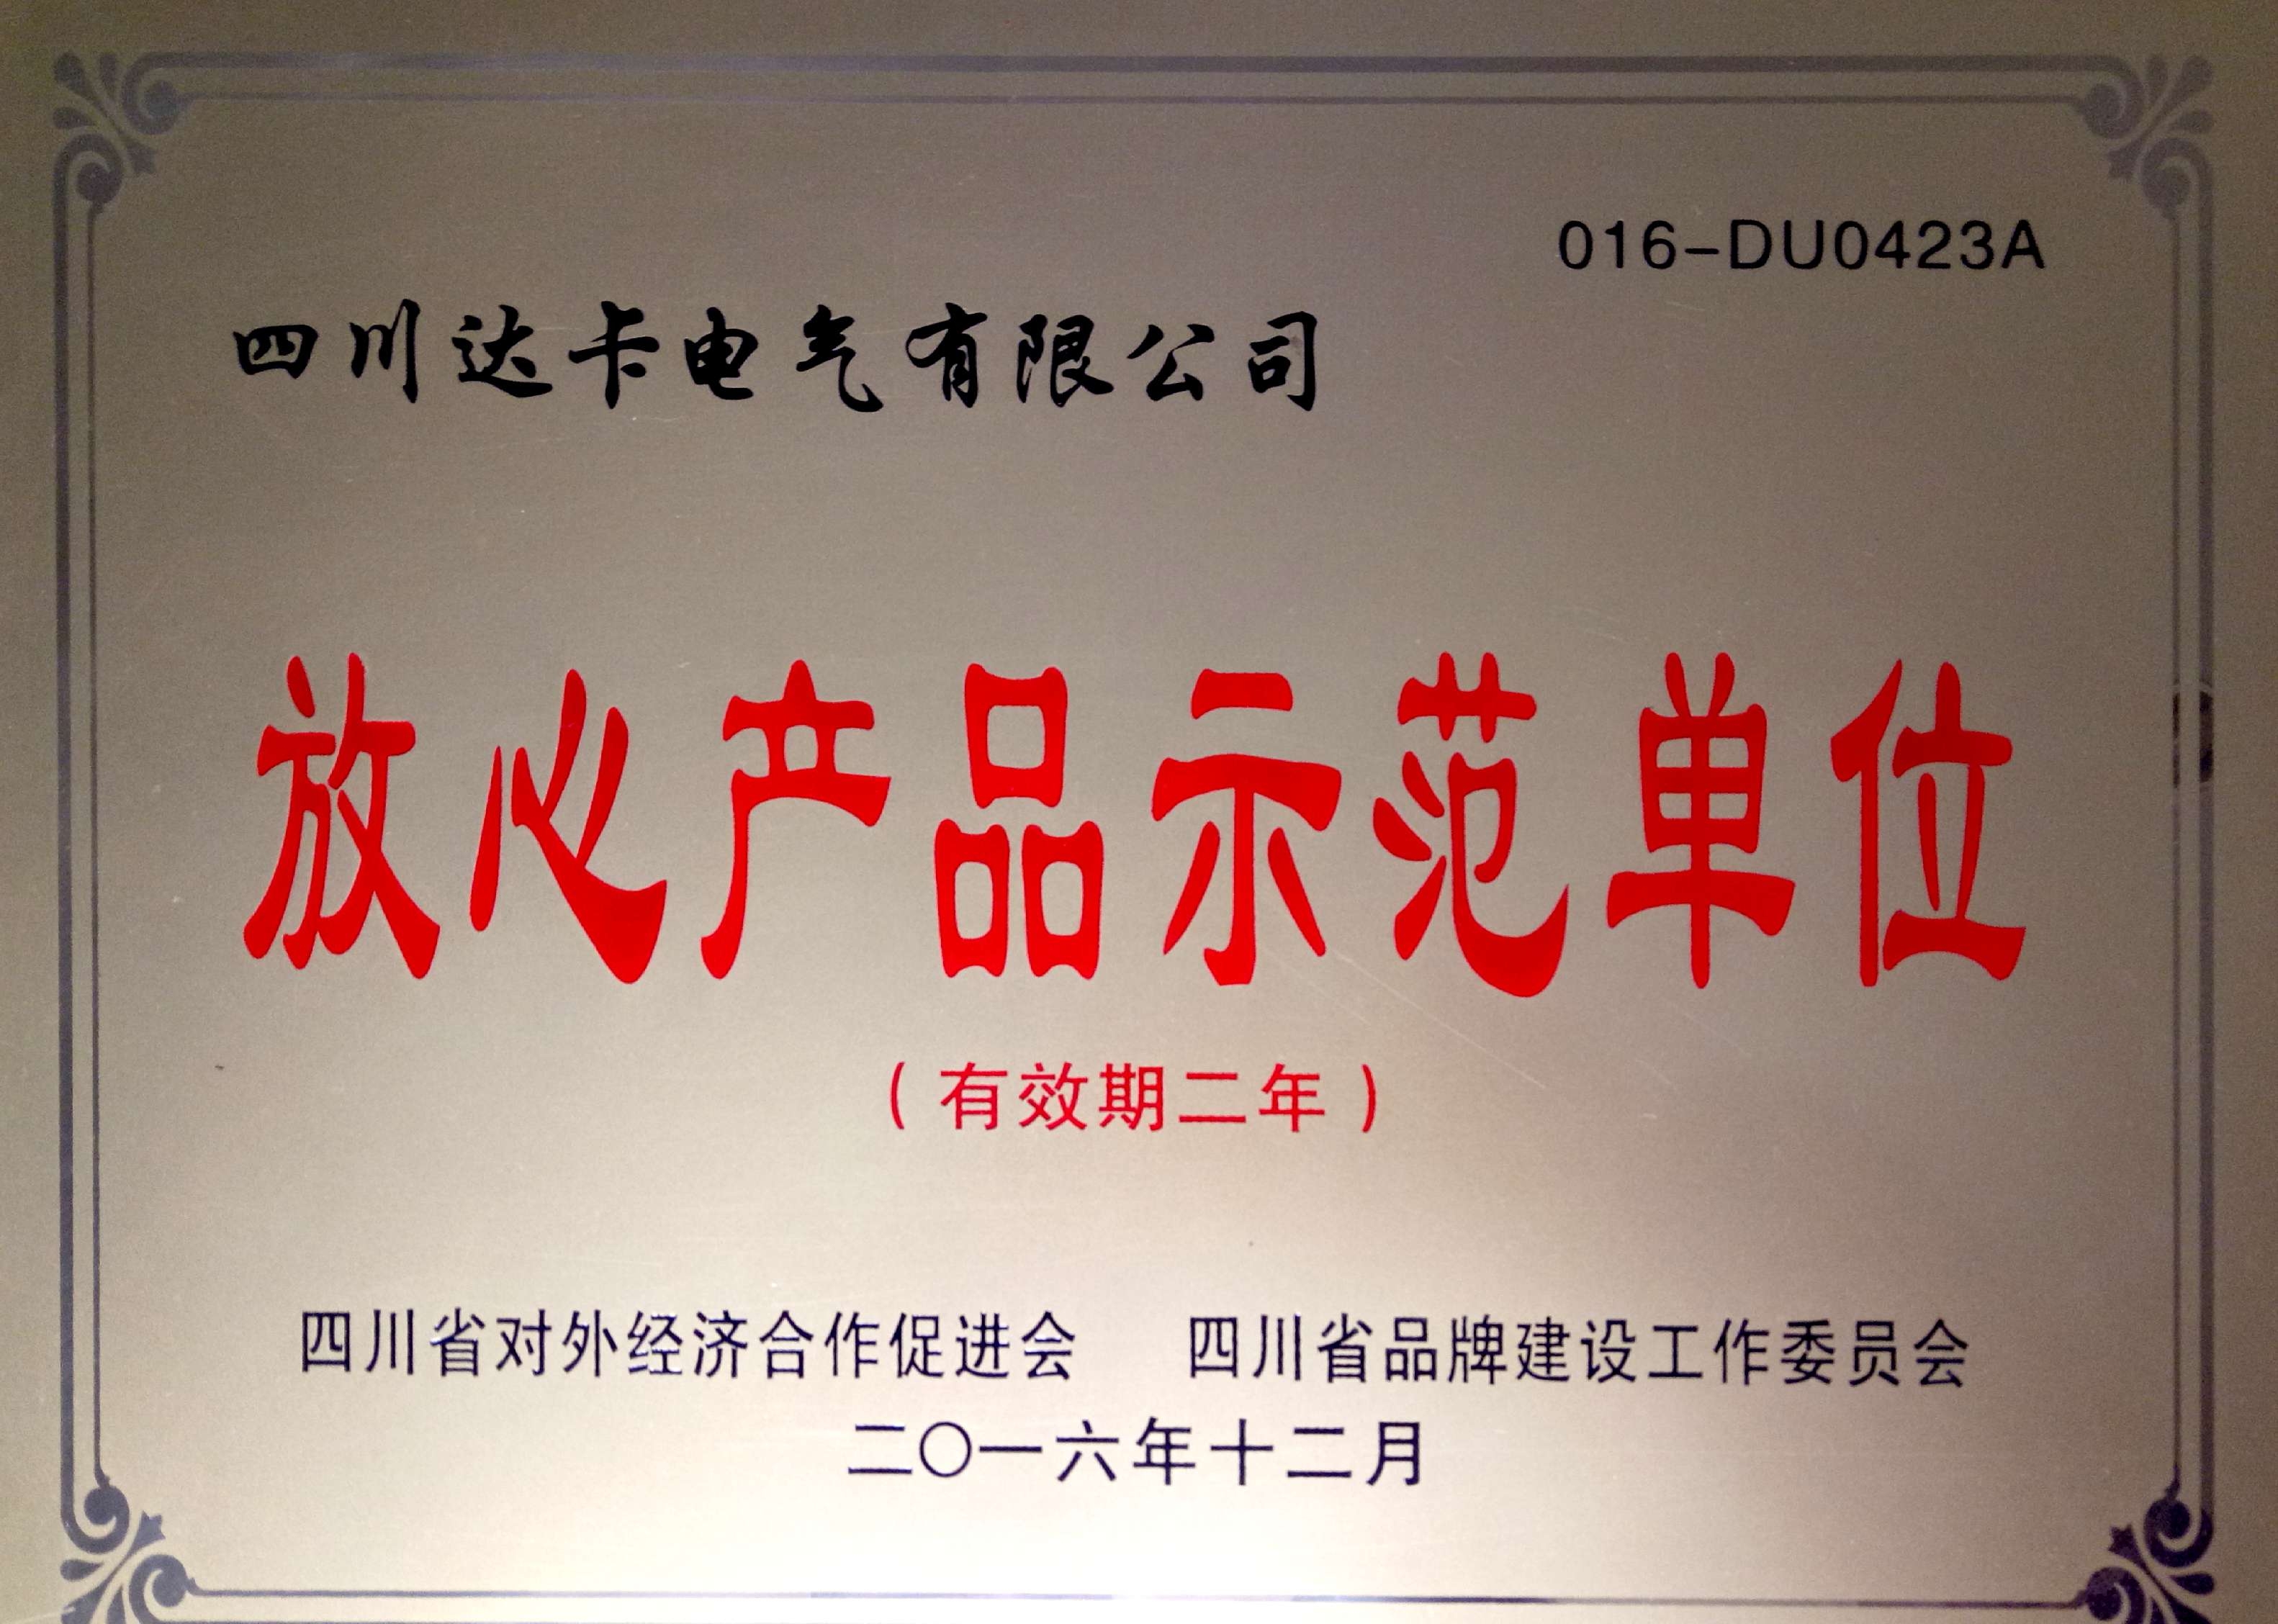 016-DU0423A
四川达卡电气有限公司
放心产品示范单位
（有效期二年）
四川省对外经济合作促进会 四川省品牌建设工作委员会
二〇一六年十二月